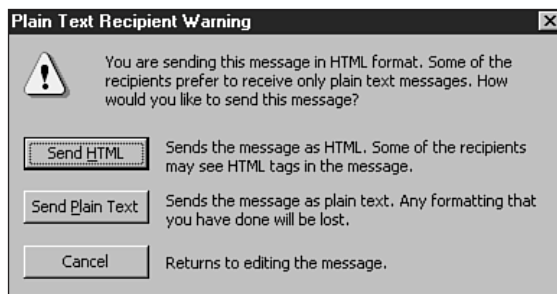 Plain Text Recipient Warning
You are sending this message in HTML format. Some of the
recipients prefer to receive only plain text messages. How
would you like to send this message?
Send HTML
Sends the message as HTML. Some of the recipients
may see HTML tags in the message.
Send Plain Text
Sends the message as plain text. Any formatting that
you have done will be lost.
Cancel
Returns to editing the message.